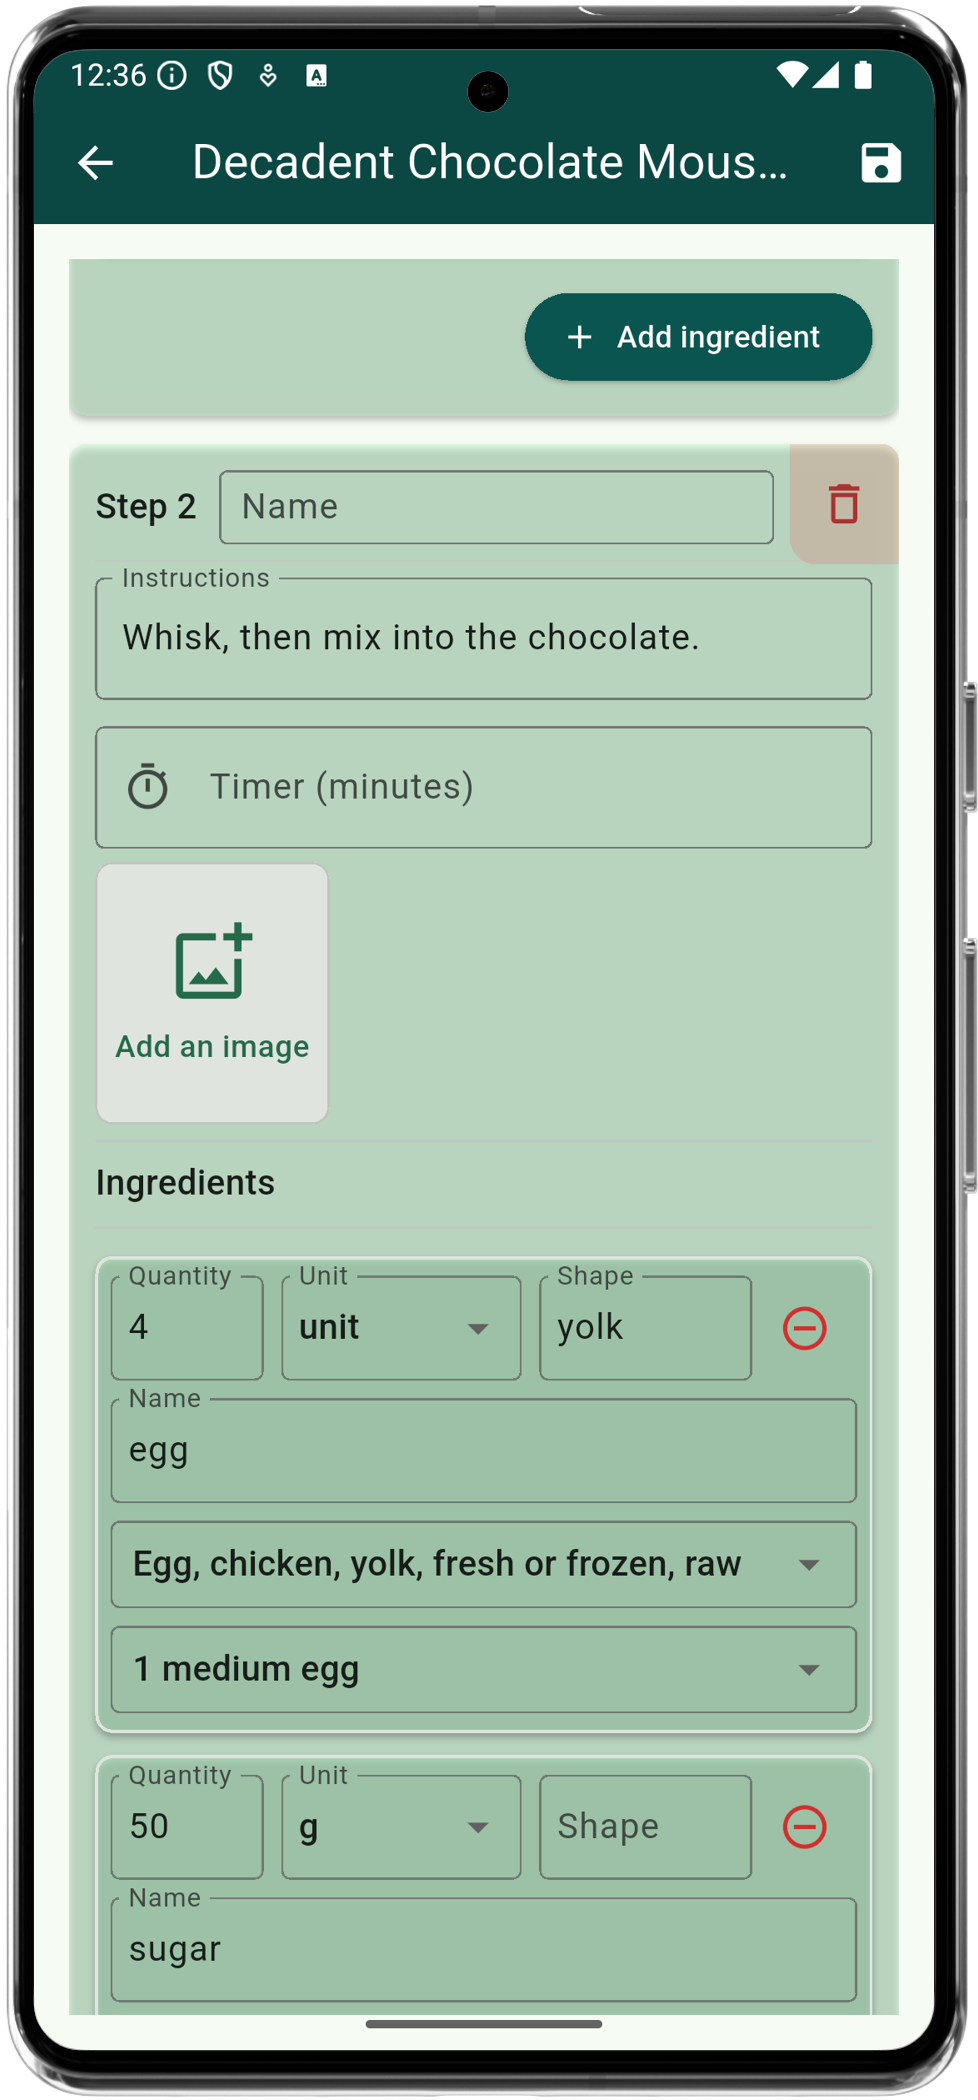 12:36
Decadent Chocolate Mous...
+ Add ingredient
Step 2 Name
Instructions
Whisk, then mix into the chocolate.
Timer (minutes)
Add an image
Ingredients
Quantity Unit Shape
4 unit yolk
Name
egg
Egg, chicken, yolk, fresh or frozen, raw
1 medium egg
Quantity Unit
50 g Shape
Name
sugar